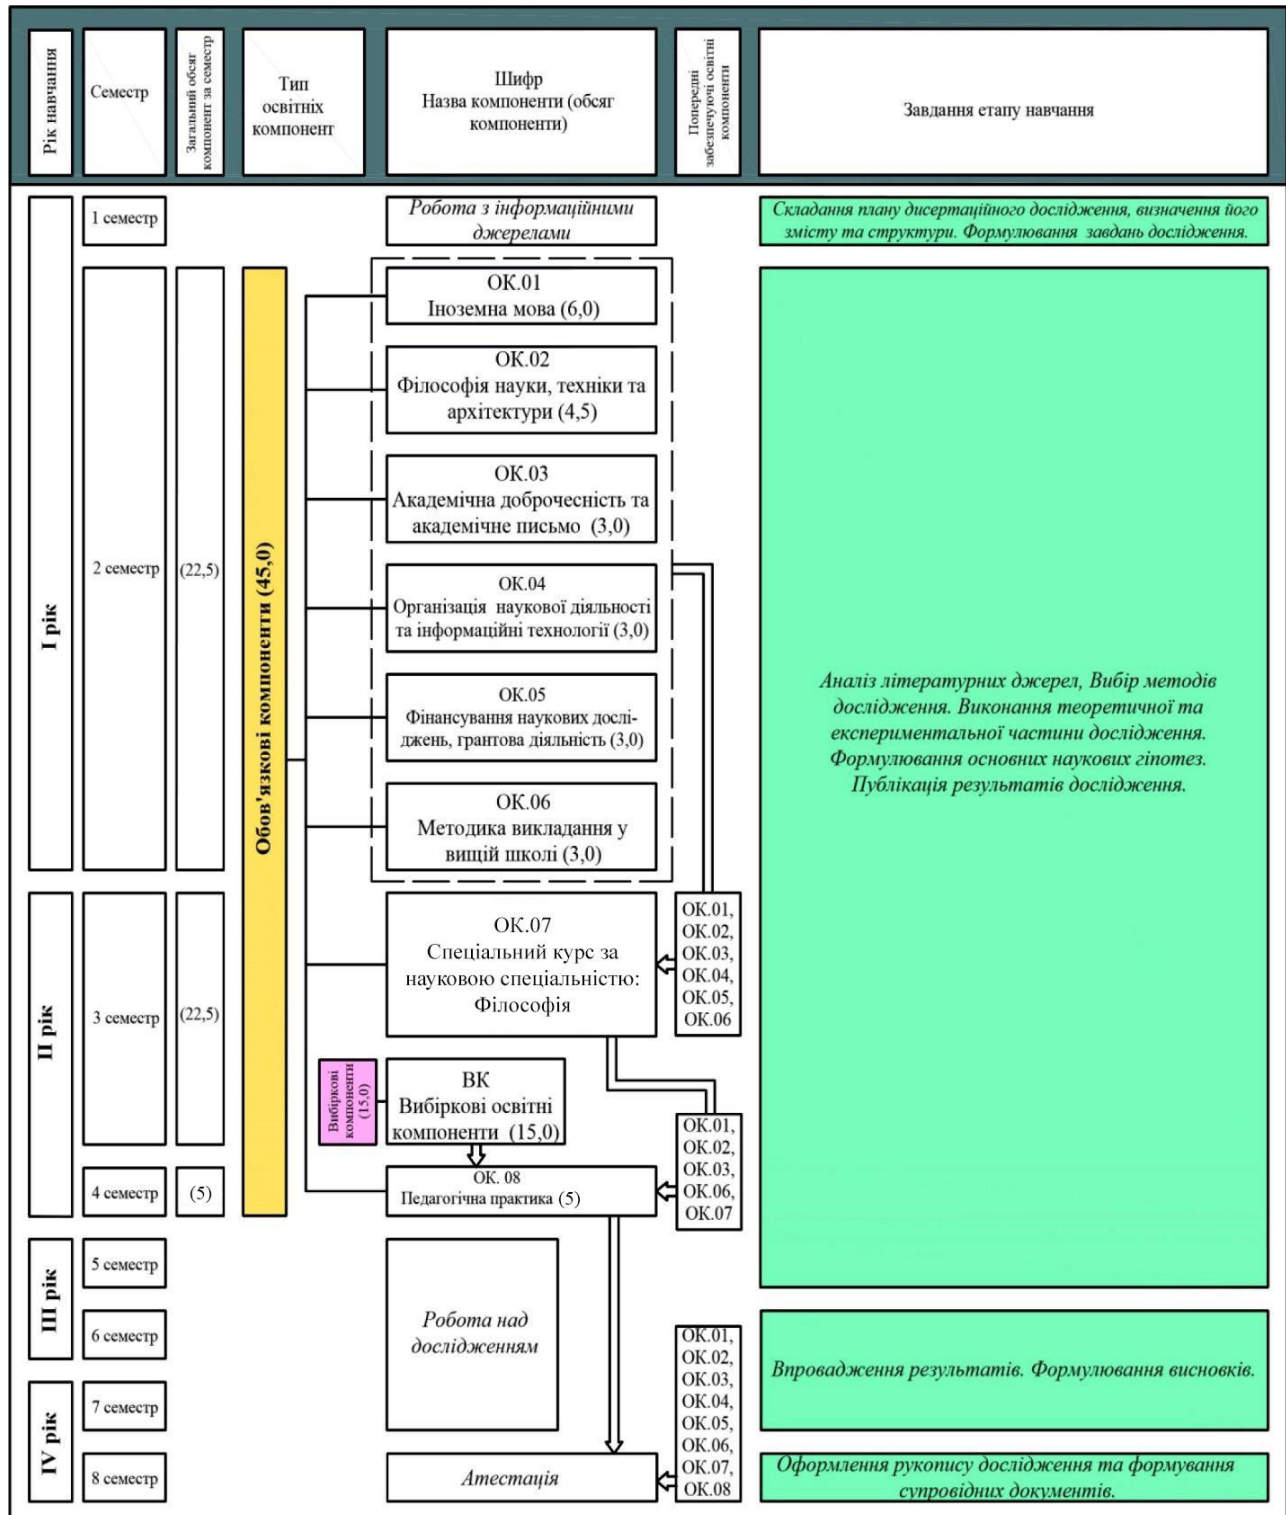 Рік навчання
Семестр
Загальний обсяг
компонент за семестр
Тип
освітніх
компонент
Шифр
Назва компоненти (обсяг
компоненти)
Попередні
забезпечуючі освітні
компоненти
Завдання етапу навчання
І рік
1 семестр
Робота з інформаційними
джерелами
Складання плану дисертаційного дослідження, визначення його
змісту та структури. Формулювання завдань дослідження.
2 семестр
(22,5)
Обов'язкові компоненти (45,0)
ОК.01
Іноземна мова (6,0)
ОК.02
Філософія науки, техніки та
архітектури (4,5)
ОК.03
Академічна доброчесність та
академічне письмо (3,0)
ОК.04
Організація наукової діяльності
та інформаційні технології (3,0)
ОК.05
Фінансування наукових дослі-
джень, грантова діяльність (3,0)
ОК.06
Методика викладання у
вищій школі (3,0)
Аналіз літературних джерел, Вибір методів
дослідження. Виконання теоретичної та
експериментальної частини дослідження.
Формулювання основних наукових гіпотез.
Публікація результатів дослідження.
ІІ рік
3 семестр
(22,5)
ОК.07
Спеціальний курс за
науковою спеціальністю:
Філософія
ОК.01,
ОК.02,
ОК.03,
ОК.04,
ОК.05,
ОК.06
Вибіркові
компоненти
(15,0)
ВК
Вибіркові освітні
компоненти (15,0)
4 семестр
(5)
ОК. 08
Педагогічна практика (5)
ОК.01,
ОК.02,
ОК.03,
ОК.06,
ОК.07
ІІІ рік
5 семестр
6 семестр
Робота над
дослідженням
Впровадження результатів. Формулювання висновків.
IV рік
7 семестр
8 семестр
Атестація
ОК.01,
ОК.02,
ОК.03,
ОК.04,
ОК.05,
ОК.06,
ОК.07,
ОК.08
Оформлення рукопису дослідження та формування
супровідних документів.